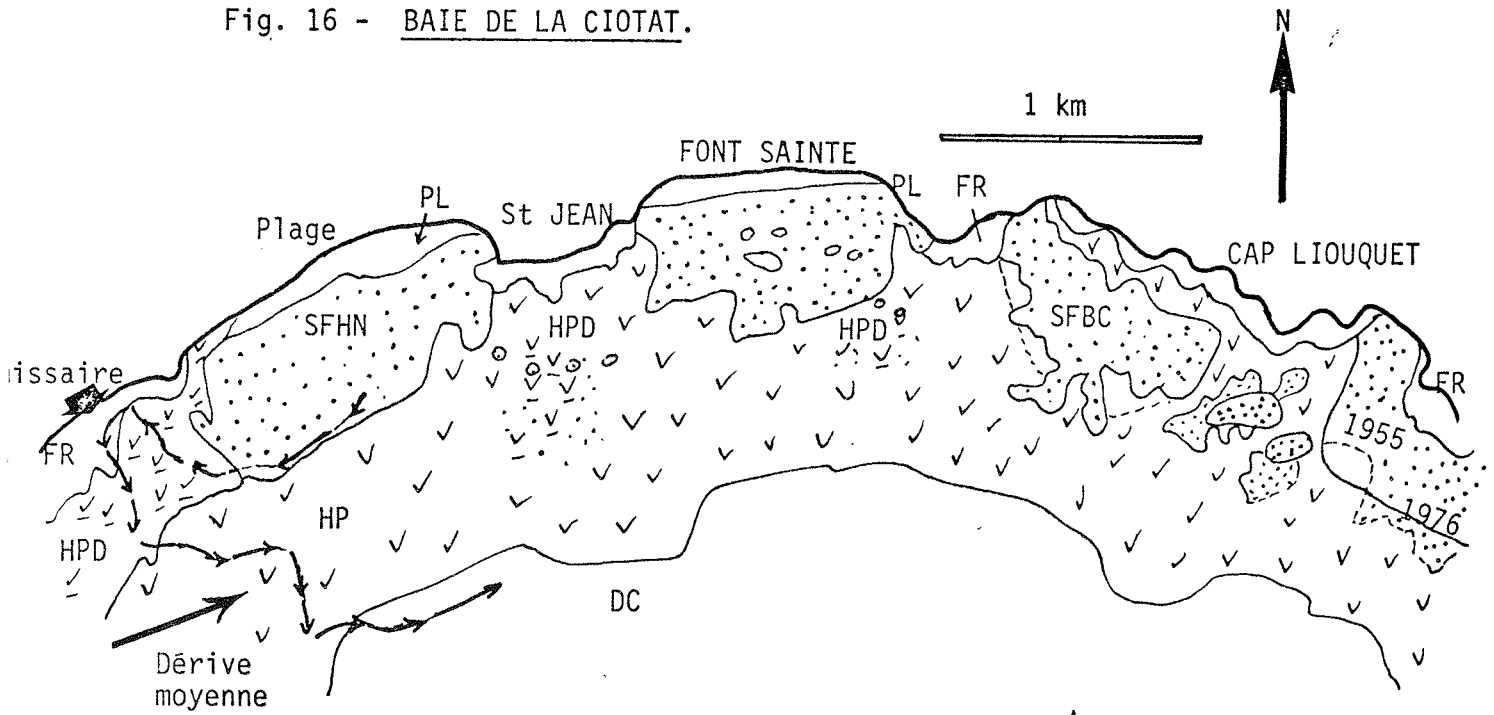 Fig. 16 - BAIE DE LA CIOTAT.
N
1 km
FONT SAINTE
PL
FR
PL
St JEAN
Plage
CAP LIOUQUET
SFHN
HPD
HPD
SFBC
issaire
FR
FR
1955
1976
HP
HPD
DC
Dérive
moyenne